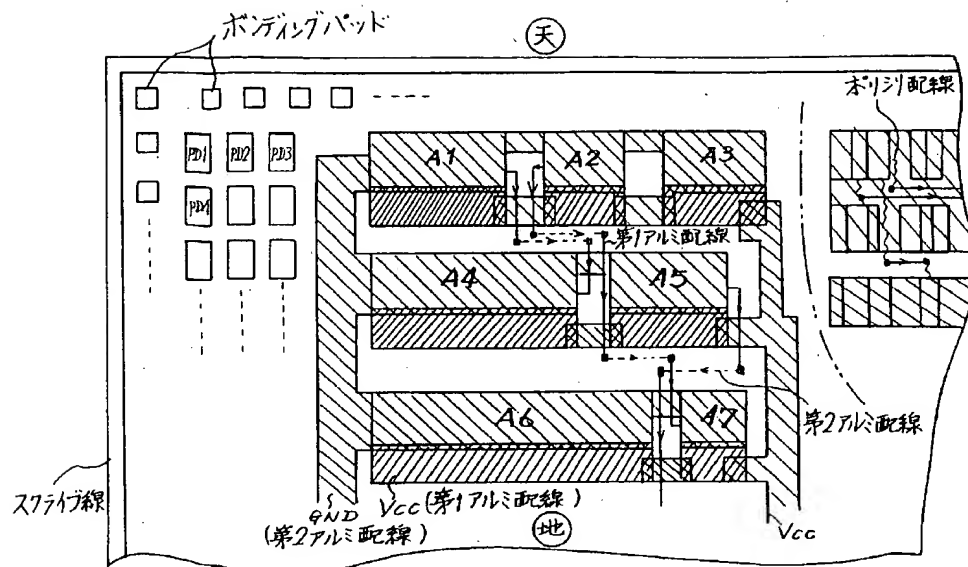 ボンディングパッド
天
ポリシリ配線
PD1 PD2 PD3
PD4
A1 A2 A3
第1アルミ配線
A4 A5
A6 A7
第2アルミ配線
スクライブ線
GND
(第2アルミ配線)
Vcc (第1アルミ配線)
地
Vcc